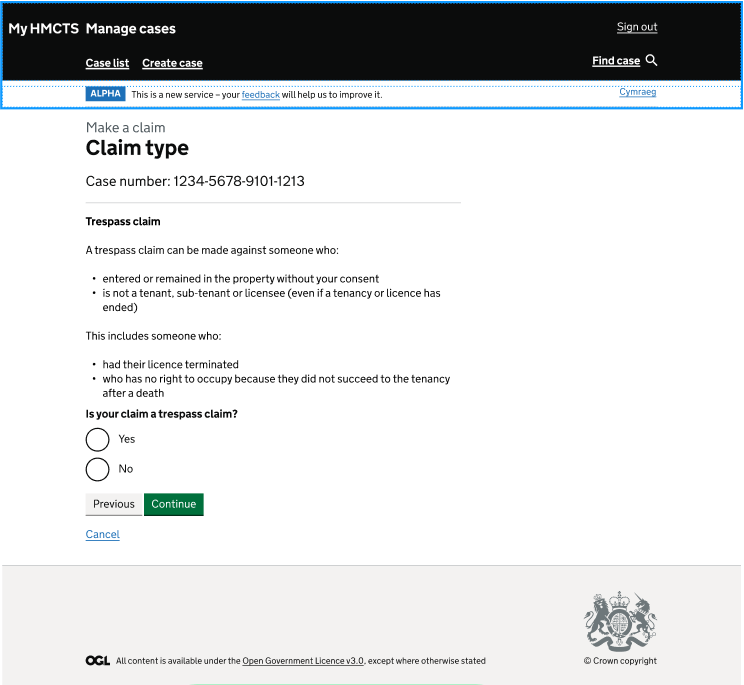 My HMCTS Manage cases Sign out
Case list Create case Find case
ALPHA This is a new service – your feedback will help us to improve it. Cymraeg
Make a claim
Claim type
Case number: 1234-5678-9101-1213
Trespass claim
A trespass claim can be made against someone who:
• entered or remained in the property without your consent
• is not a tenant, sub-tenant or licensee (even if a tenancy or licence has
ended)
This includes someone who:
• had their licence terminated
• who has no right to occupy because they did not succeed to the tenancy
after a death
Is your claim a trespass claim?
Yes
No
Previous Continue
Cancel
OGL All content is available under the Open Government Licence v3.0, except where otherwise stated © Crown copyright